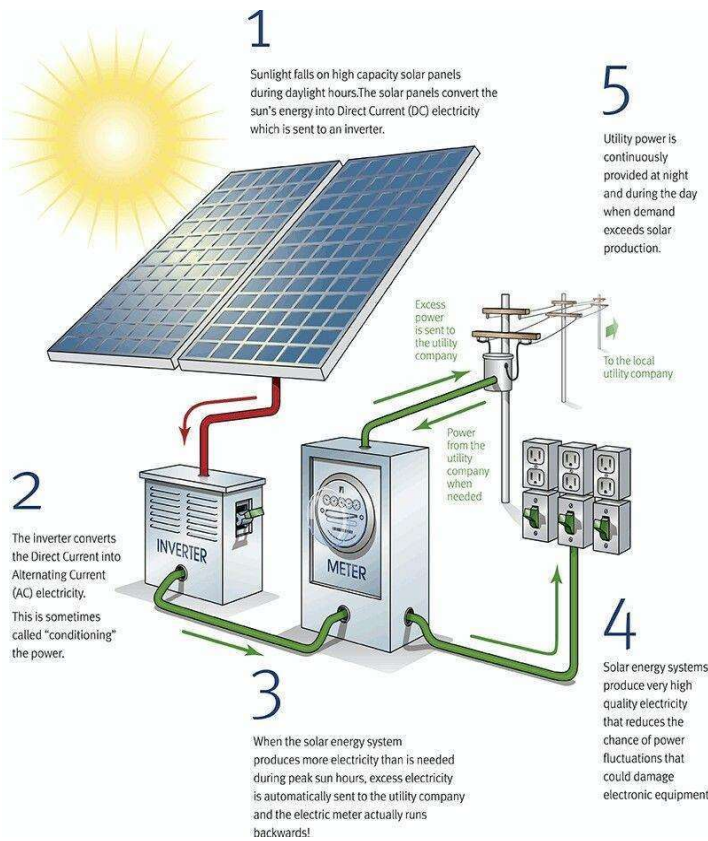 1
Sunlight falls on high capacity solar panels
during daylight hours.The solar panels convert the
sun's energy into Direct Current (DC) electricity
which is sent to an inverter.
5
Utility power is
continuously
provided at night
and during the day
when demand
exceeds solar
production.
Excess
power
is sent to
the utility
company
To the local
utility company
Power
from the
utility
company
when
needed
2
The inverter converts
the Direct Current into
Alternating Current
(AC) electricity.
This is sometimes
called "conditioning"
the power.
INVERTER
METER
3
When the solar energy system
produces more electricity than is needed
during peak sun hours, excess electricity
is automatically sent to the utility company
and the electric meter actually runs
backwards!
4
Solar energy systems
produce very high
quality electricity
that reduces the
chance of power
fluctuations that
could damage
electronic equipment